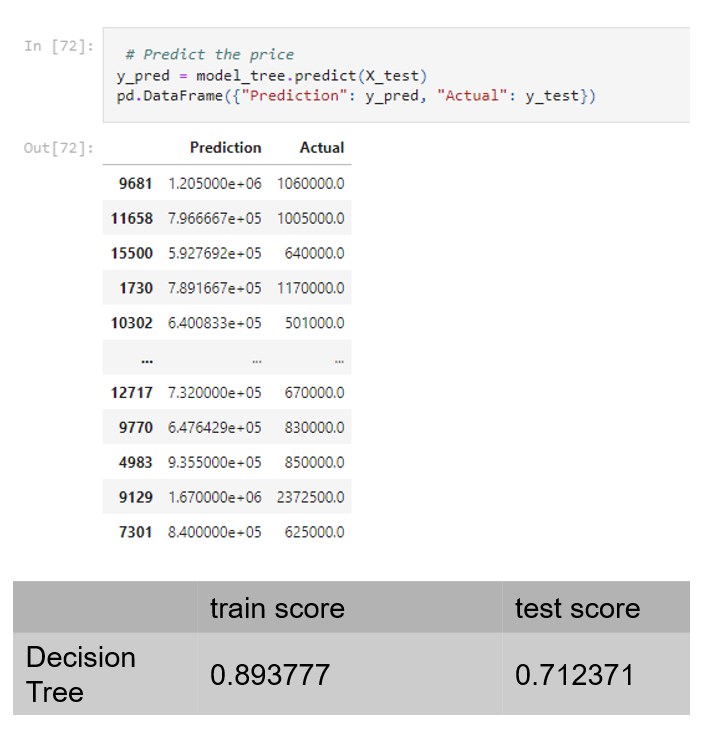 In [72]:
# Predict the price
y_pred = model_tree.predict(X_test)
pd.DataFrame({"Prediction": y_pred, "Actual": y_test})
Out[72]:
Prediction Actual
9681 1.205000e+06 1060000.0
11658 7.966667e+05 1005000.0
15500 5.927692e+05 640000.0
1730 7.891667e+05 1170000.0
10302 6.400833e+05 501000.0
... ... ...
12717 7.320000e+05 670000.0
9770 6.476429e+05 830000.0
4983 9.355000e+05 850000.0
9129 1.670000e+06 2372500.0
7301 8.400000e+05 625000.0
train score test score
Decision
Tree
0.893777 0.712371